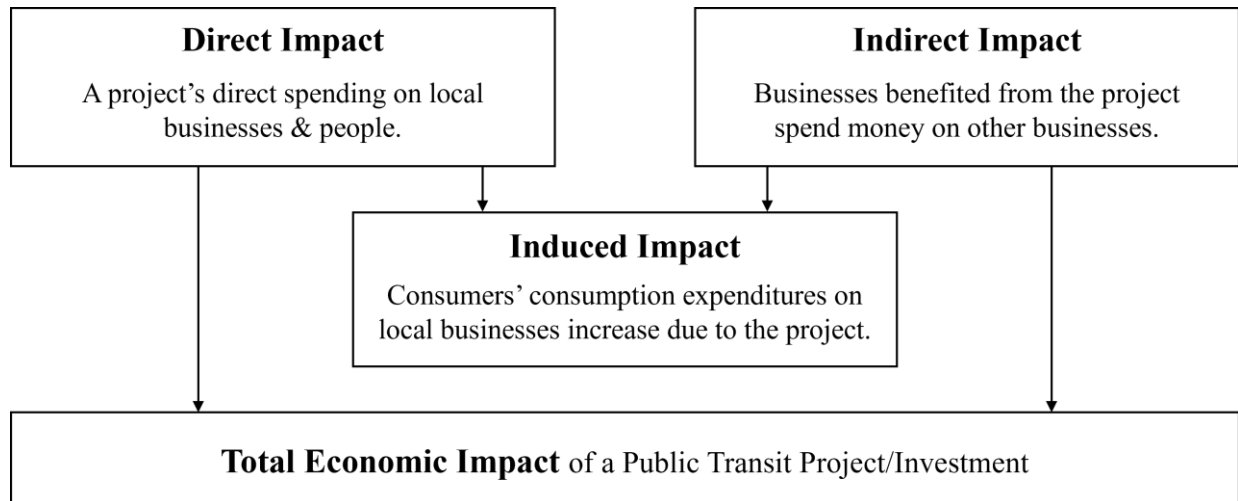 Direct Impact
A project’s direct spending on local
businesses & people.
Indirect Impact
Businesses benefited from the project
spend money on other businesses.
Induced Impact
Consumers’ consumption expenditures on
local businesses increase due to the project.
Total Economic Impact of a Public Transit Project/Investment